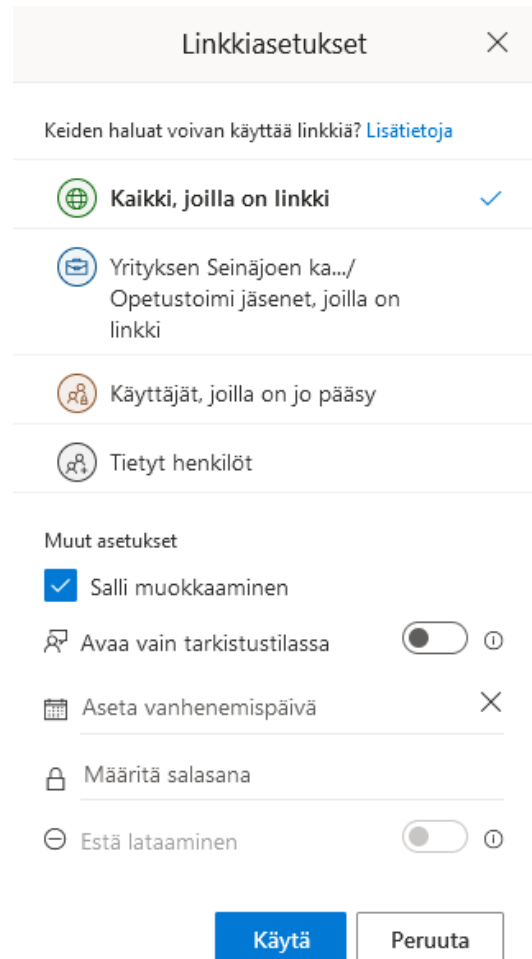 Linkkiasetukset
Keiden haluat voivan käyttää linkkiä? Lisätietoja
Kaikki, joilla on linkki
Yrityksen Seinäjoen ka.../
Opetustoimi jäsenet, joilla on
linkki
Käyttäjät, joilla on jo pääsy
Tietyt henkilöt
Muut asetukset
Salli muokkaaminen
Avaa vain tarkistustilassa
Aseta vanhenemispäivä
Määritä salasana
Estä lataaminen
Käytä
Peruuta